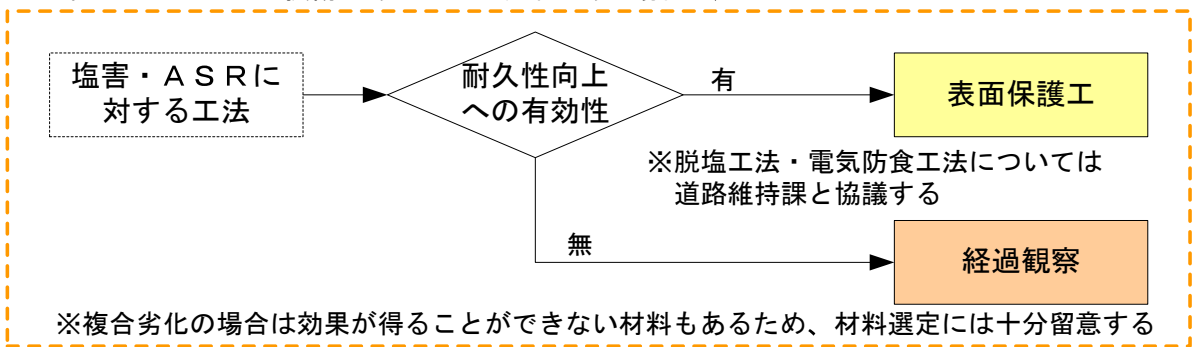 塩害・ＡＳＲに
対する工法
耐久性向上
への有効性
有
表面保護工
※脱塩工法・電気防食工法については
道路維持課と協議する
無
経過観察
※複合劣化の場合は効果が得ることができない材料もあるため、材料選定には十分留意する